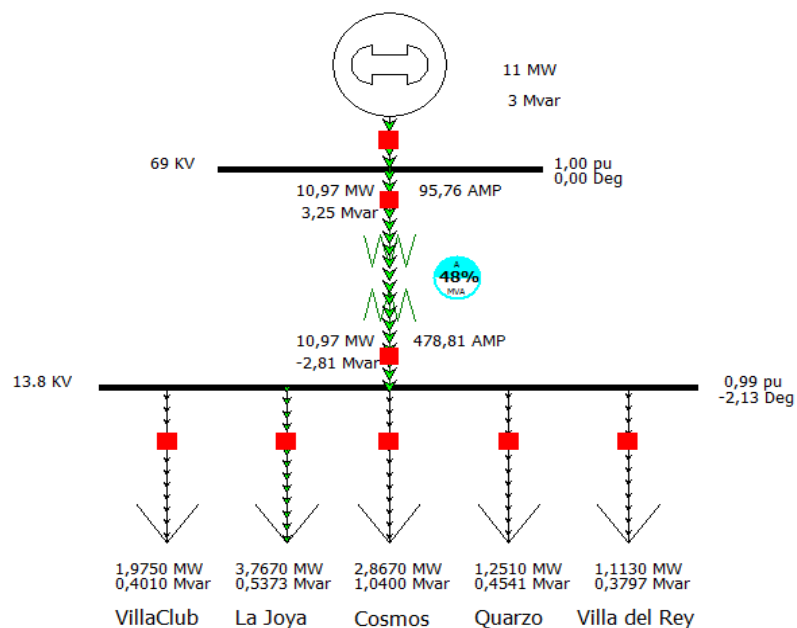 11 MW
3 Mvar
69 KV
1,00 pu
0,00 Deg
10,97 MW
95,76 AMP
3,25 Mvar
A
48%
MVA
10,97 MW
478,81 AMP
-2,81 Mvar
13.8 KV
0,99 pu
-2,13 Deg
1,9750 MW
0,4010 Mvar
VillaClub
3,7670 MW
0,5373 Mvar
La Joya
2,8670 MW
1,0400 Mvar
Cosmos
1,2510 MW
0,4541 Mvar
Quarzo
1,1130 MW
0,3797 Mvar
Villa del Rey